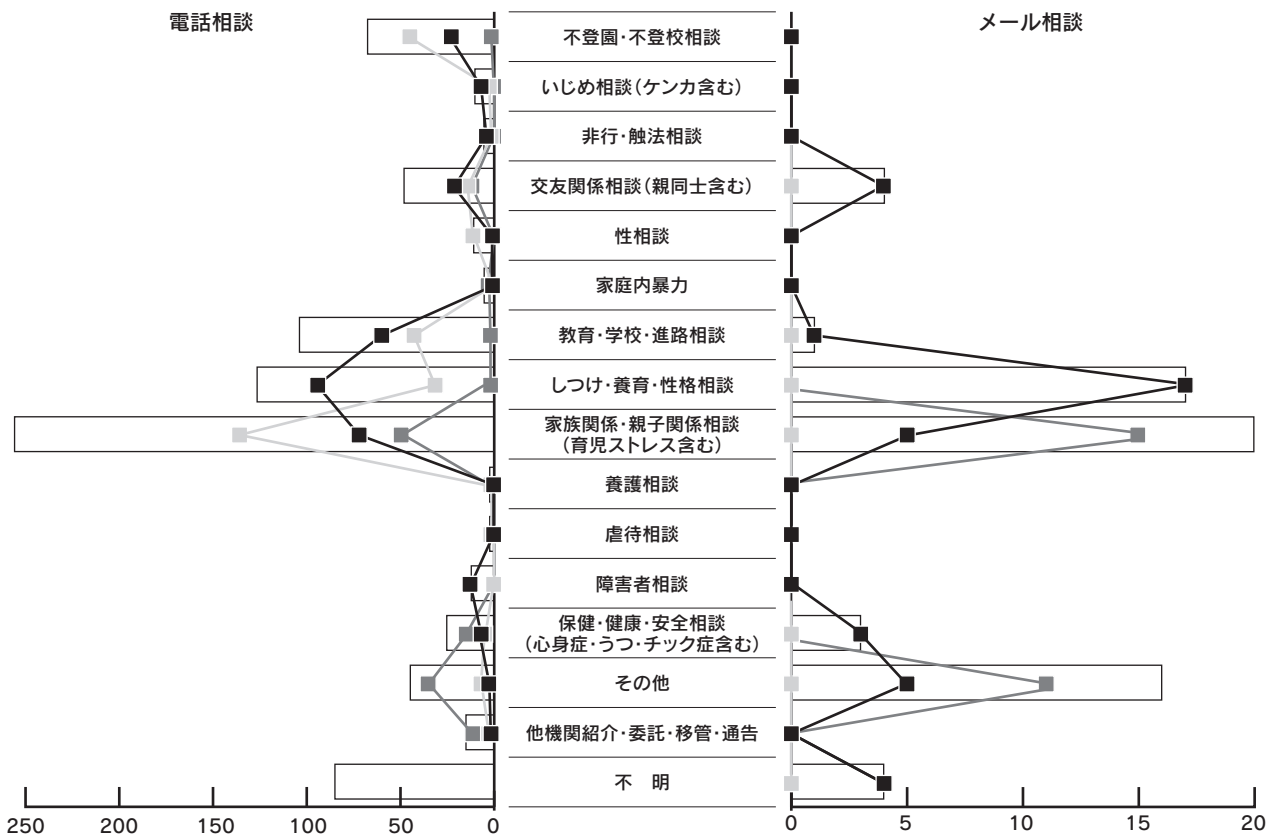 電話相談
メール相談
不登園・不登校相談
いじめ相談（ケンカ含む）
非行・触法相談
交友関係相談（親同士含む）
性相談
家庭内暴力
教育・学校・進路相談
しつけ・養育・性格相談
家族関係・親子関係相談
（育児ストレス含む）
養護相談
虐待相談
障害者相談
保健・健康・安全相談
（心身症・うつ・チック症含む）
その他
他機関紹介・委託・移管・通告
不　明
250 200 150 100 50 0
0 5 10 15 20